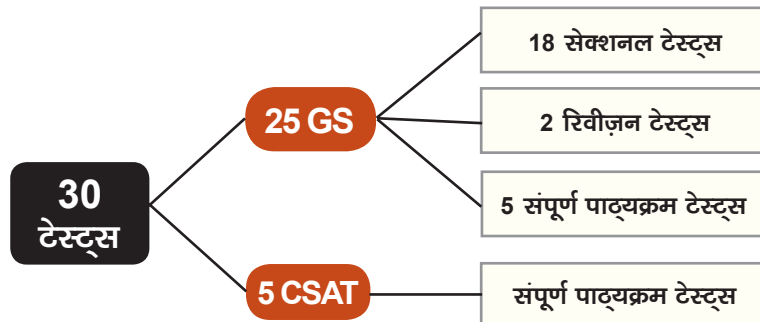 30
टेस्ट्स
25 GS
18 सेक्शनल टेस्ट्स
2 रिवीज़न टेस्ट्स
5 संपूर्ण पाठ्यक्रम टेस्ट्स
5 CSAT
संपूर्ण पाठ्यक्रम टेस्ट्स